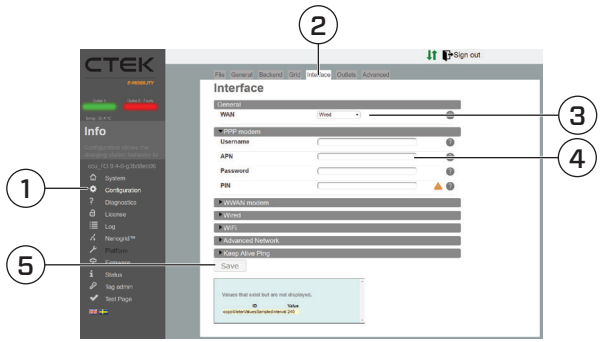 2
CTEK
E-MOBILITY
Sign out
File General Backend Grid Interface Outlets Advanced
Interface
General
WAN Wired
3
PPP modem
Username
APN
4
Password
PIN
WWAN modem
Wired
WiFi
Advanced Network
Keep Alive Ping
Save
Values that exist but are not displayed.
ID Value
240
Info
1
System
Configuration
Diagnostics
License
Log
Nanogrid™
Platform
Firmware
5
Status
Tag admin
Test Page